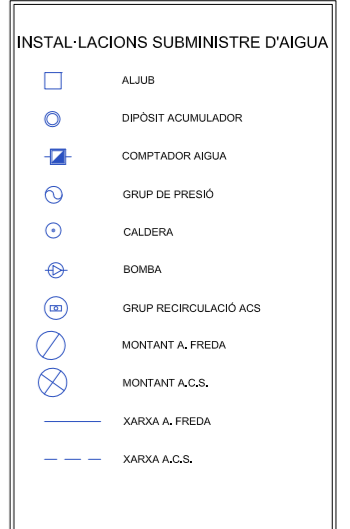 INSTAL·LACIONS SUBMINISTRE D'AIGUA
ALJUB
DIPÒSIT ACUMULADOR
COMPTADOR AIGUA
GRUP DE PRESIÓ
CALDERA
BOMBA
GRUP RECIRCULACIÓ ACS
MONTANT A. FREDA
MONTANT A.C.S.
XARXA A. FREDA
XARXA A.C.S.